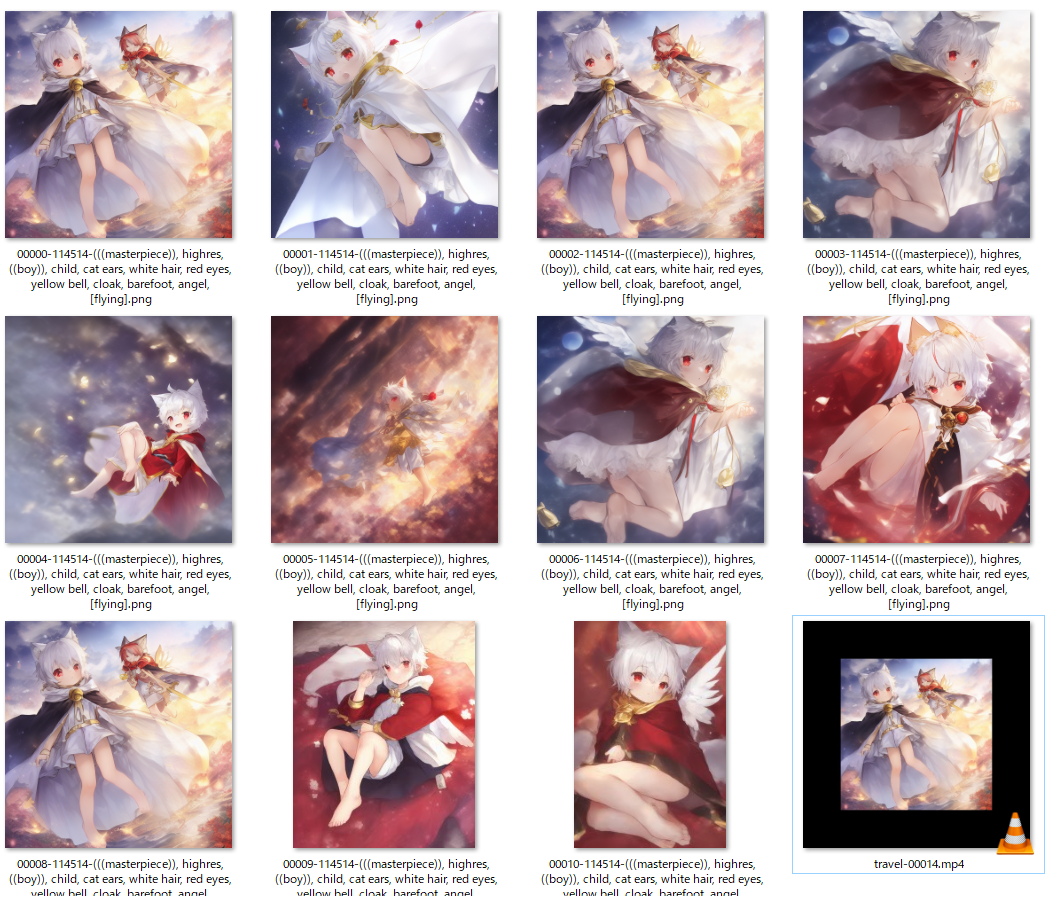 00000-114514-(((masterpiece)), highres,
((boy)), child, cat ears, white hair, red eyes,
yellow bell, cloak, barefoot, angel,
[flying].png
00001-114514-(((masterpiece)), highres,
((boy)), child, cat ears, white hair, red eyes,
yellow bell, cloak, barefoot, angel,
[flying].png
00002-114514-(((masterpiece)), highres,
((boy)), child, cat ears, white hair, red eyes,
yellow bell, cloak, barefoot, angel,
[flying].png
00003-114514-(((masterpiece)), highres,
((boy)), child, cat ears, white hair, red eyes,
yellow bell, cloak, barefoot, angel,
[flying].png
00004-114514-(((masterpiece)), highres,
((boy)), child, cat ears, white hair, red eyes,
yellow bell, cloak, barefoot, angel,
[flying].png
00005-114514-(((masterpiece)), highres,
((boy)), child, cat ears, white hair, red eyes,
yellow bell, cloak, barefoot, angel,
[flying].png
00006-114514-(((masterpiece)), highres,
((boy)), child, cat ears, white hair, red eyes,
yellow bell, cloak, barefoot, angel,
[flying].png
00007-114514-(((masterpiece)), highres,
((boy)), child, cat ears, white hair, red eyes,
yellow bell, cloak, barefoot, angel,
[flying].png
00008-114514-(((masterpiece)), highres,
((boy)), child, cat ears, white hair, red eyes,
yellow bell, cloak, barefoot, angel,
00009-114514-(((masterpiece)), highres,
((boy)), child, cat ears, white hair, red eyes,
yellow bell, cloak, barefoot, angel,
00010-114514-(((masterpiece)), highres,
((boy)), child, cat ears, white hair, red eyes,
yellow bell, cloak, barefoot, angel,
travel-00014.mp4